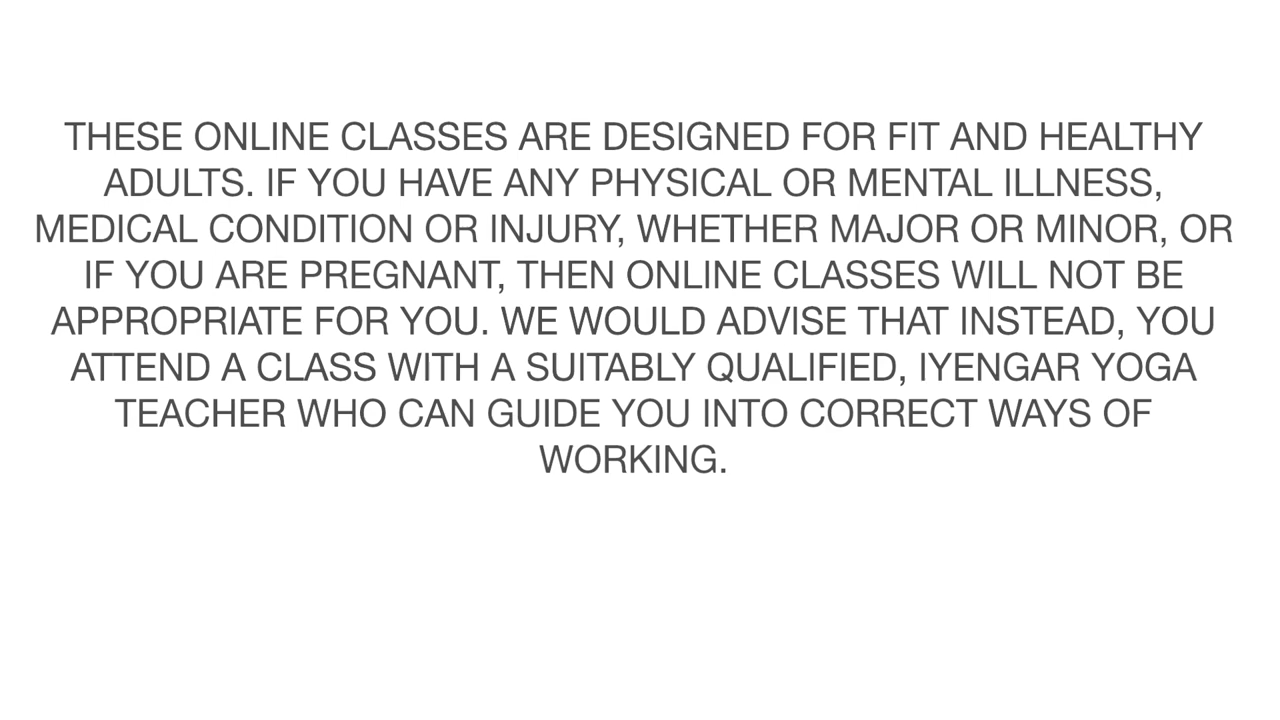 THESE ONLINE CLASSES ARE DESIGNED FOR FIT AND HEALTHY
ADULTS. IF YOU HAVE ANY PHYSICAL OR MENTAL ILLNESS,
MEDICAL CONDITION OR INJURY, WHETHER MAJOR OR MINOR, OR
IF YOU ARE PREGNANT, THEN ONLINE CLASSES WILL NOT BE
APPROPRIATE FOR YOU. WE WOULD ADVISE THAT INSTEAD, YOU
ATTEND A CLASS WITH A SUITABLY QUALIFIED, IYENGAR YOGA
TEACHER WHO CAN GUIDE YOU INTO CORRECT WAYS OF
WORKING.